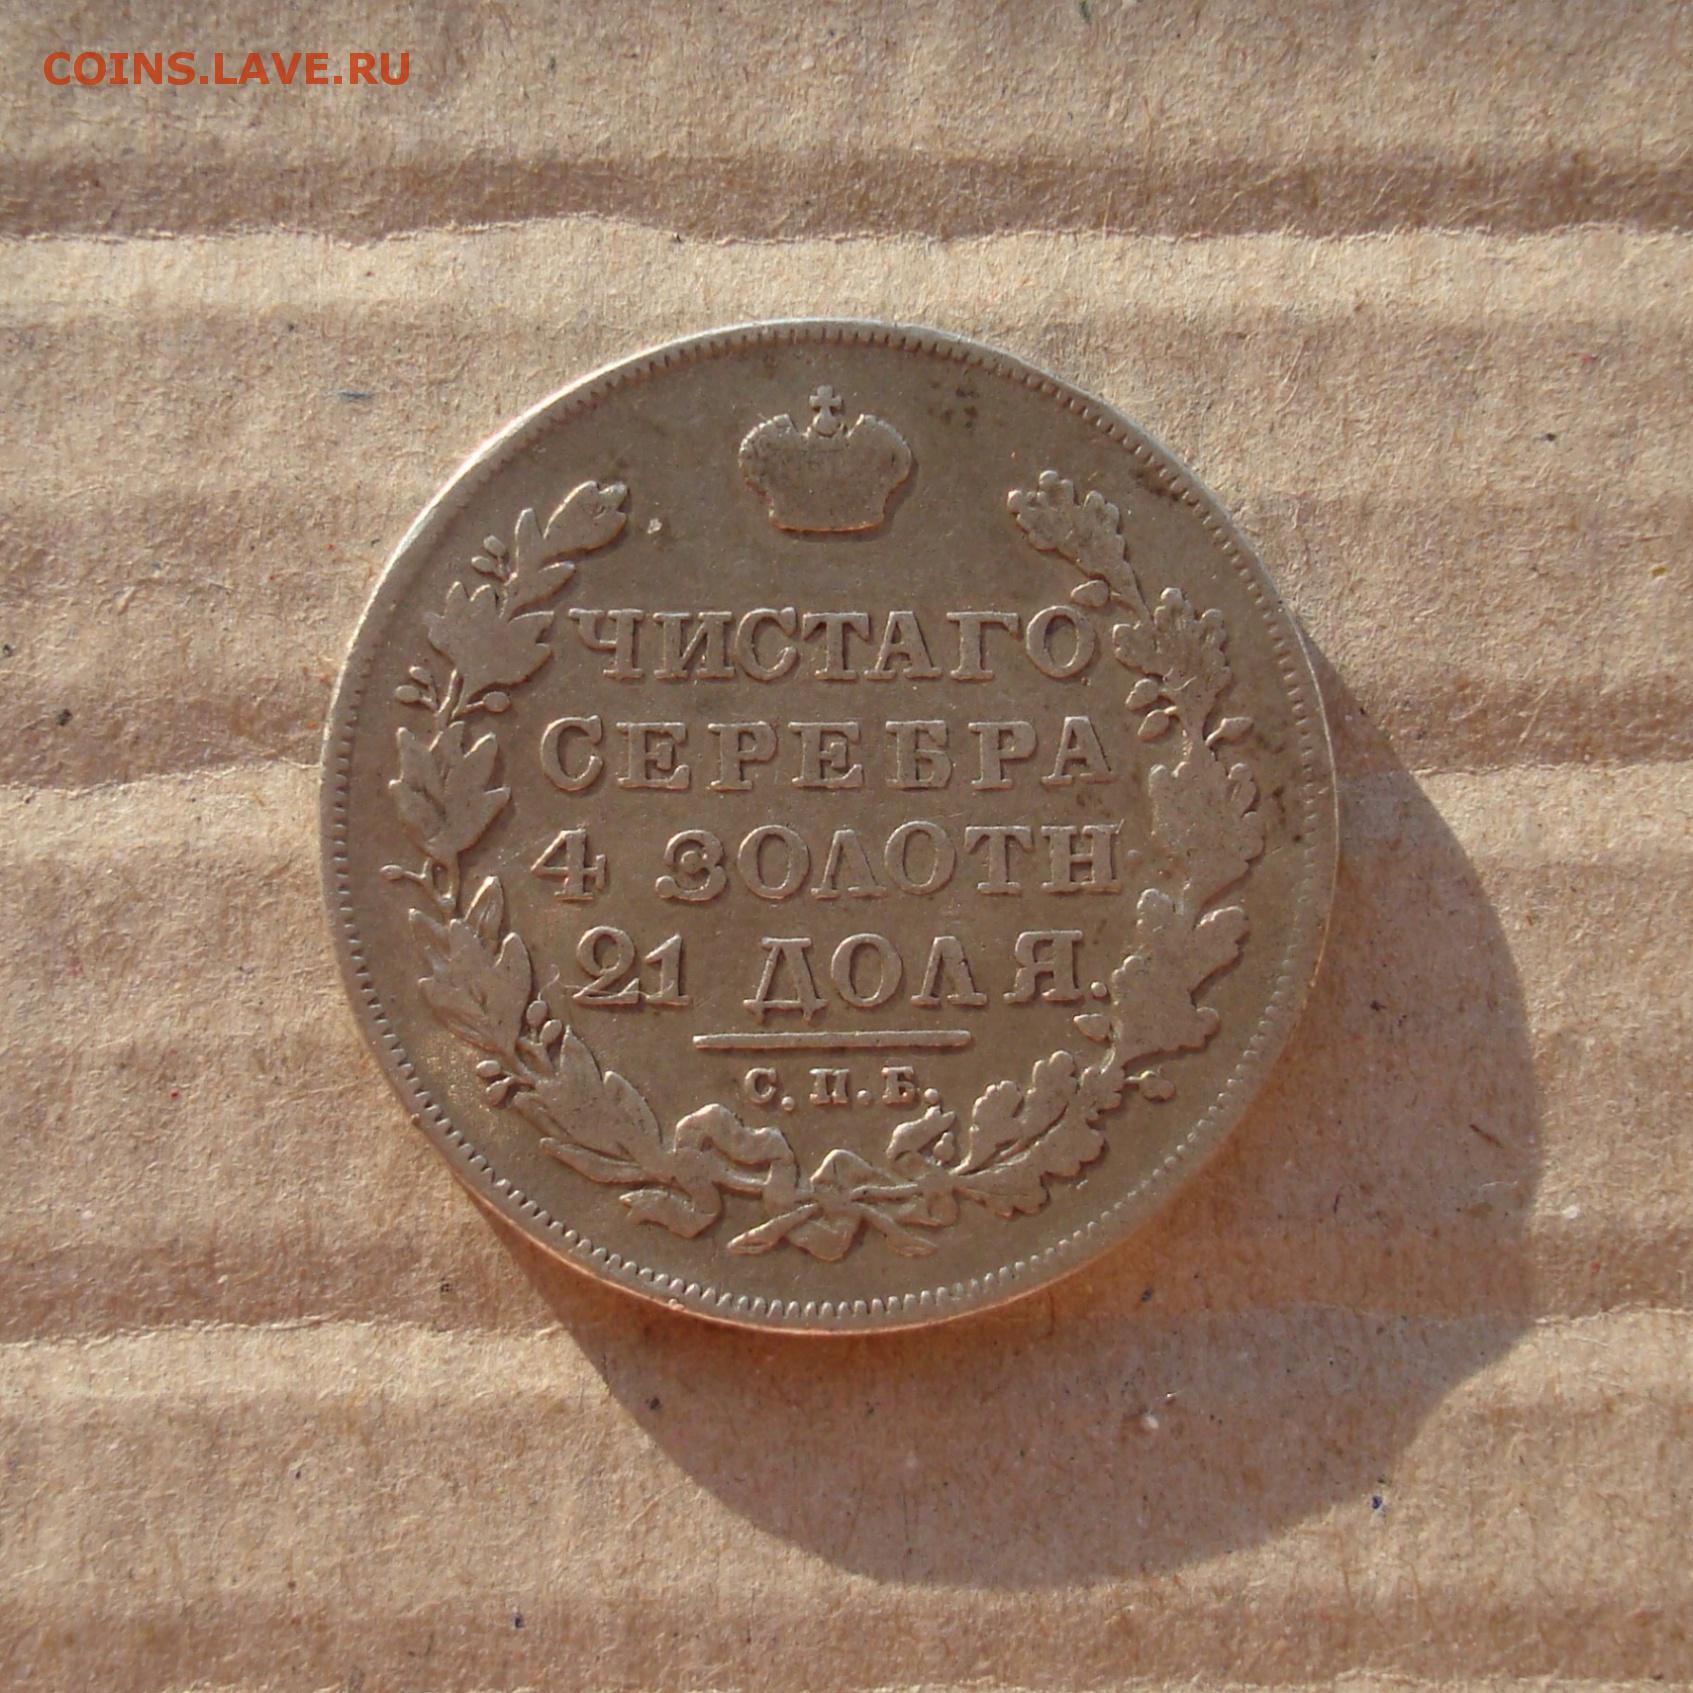 COINS.LAVE.RU
ЧИСТАГО
СЕРЕБРА
4 ЗОЛОТН
21 ДОЛЯ.
С.П.Б.